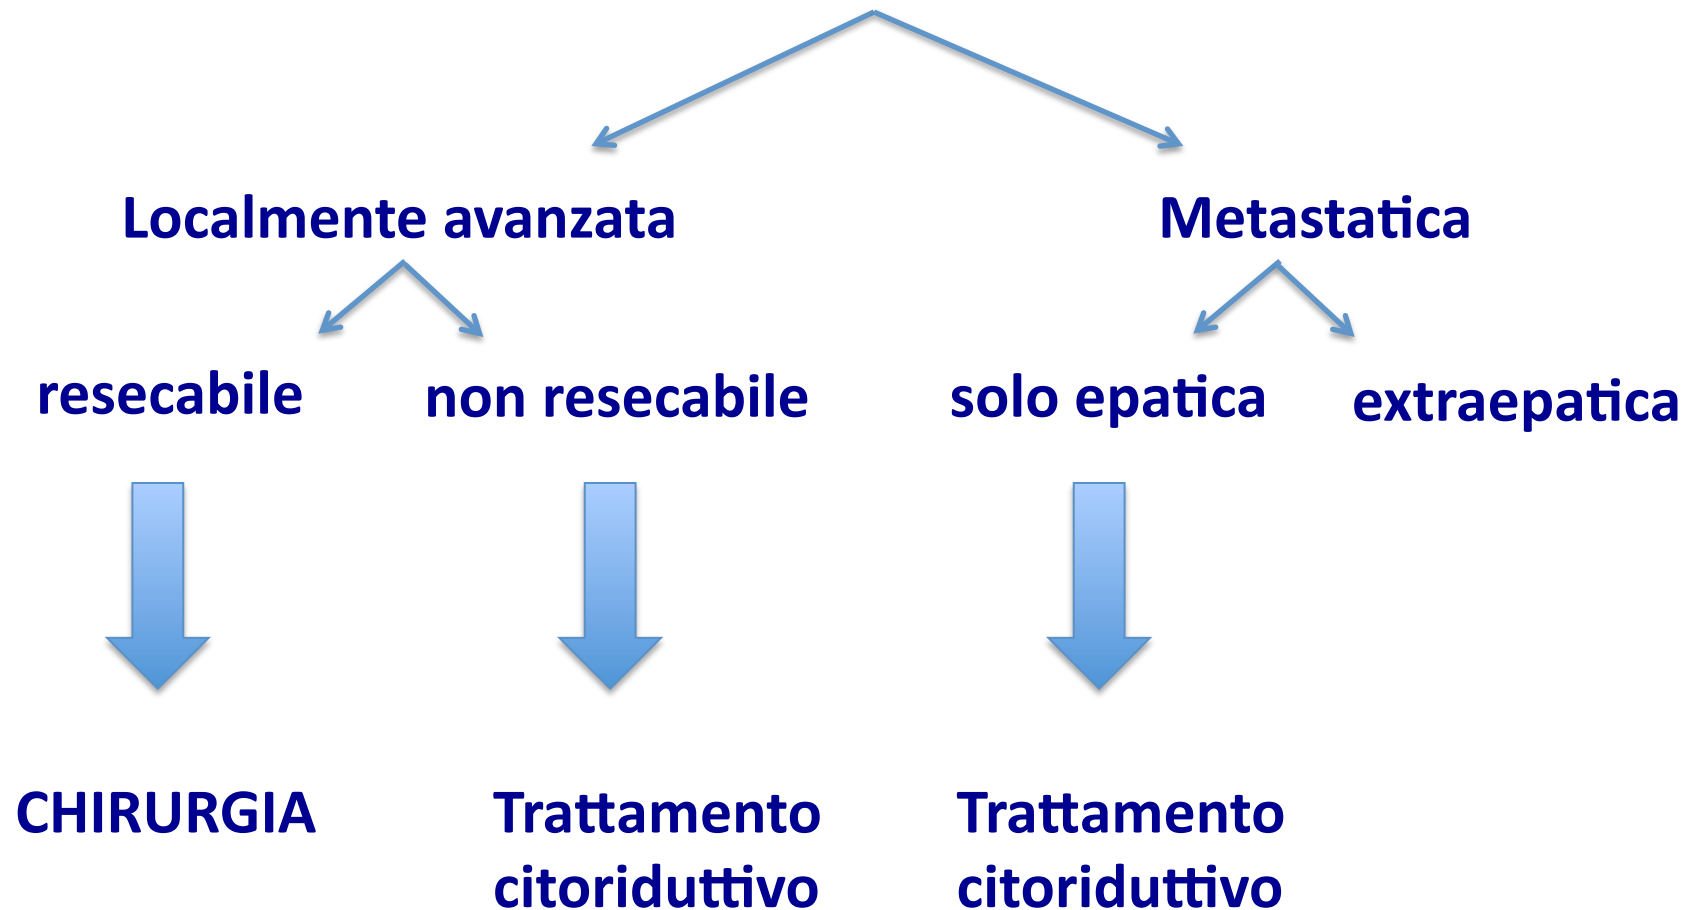 Localmente avanzata
Metastatica
resecabile
non resecabile
solo epatica
extraepatica
CHIRURGIA
Trattamento
citoriduttivo
Trattamento
citoriduttivo